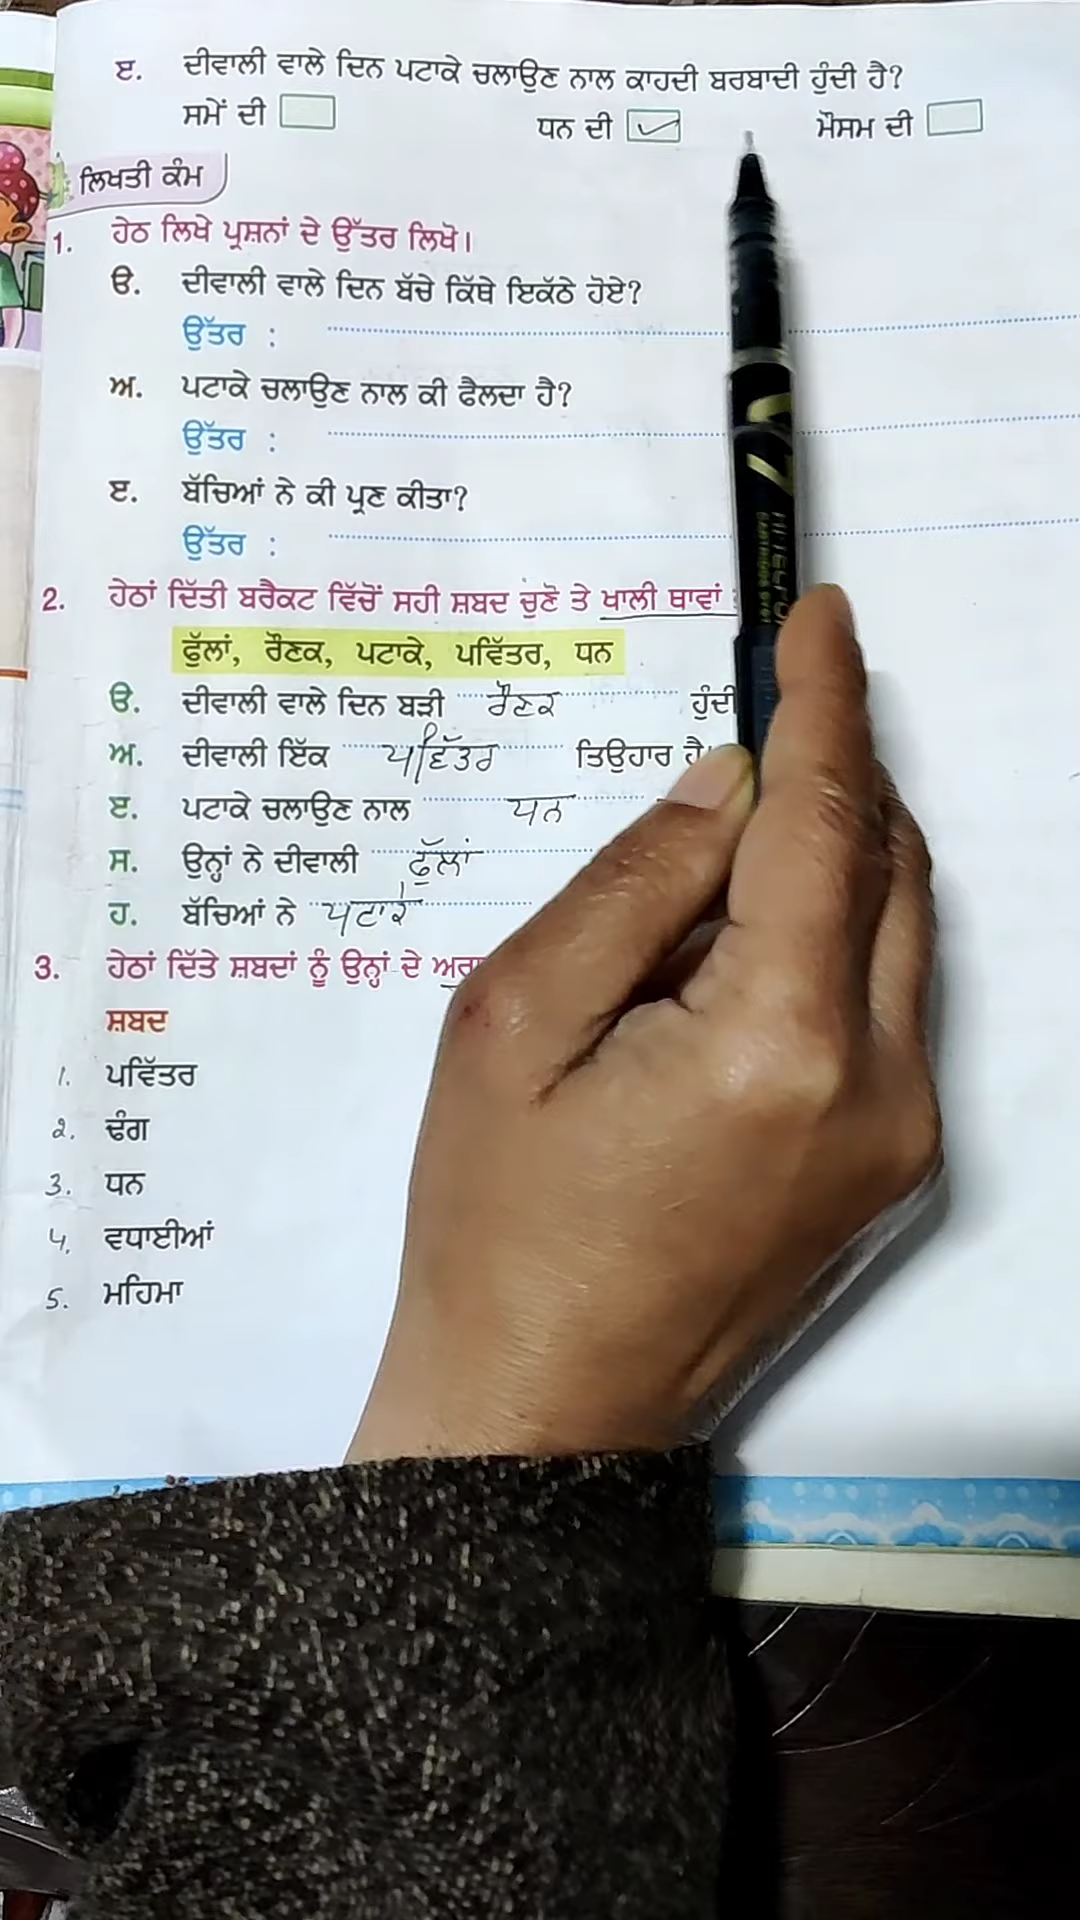 ੲ. ਦੀਵਾਲੀ ਵਾਲੇ ਦਿਨ ਪਟਾਕੇ ਚਲਾਉਣ ਨਾਲ ਕਾਹਦੀ ਬਰਬਾਦੀ ਹੁੰਦੀ ਹੈ?
ਸਮੇਂ ਦੀ ਧਨ ਦੀ ✓ ਮੌਸਮ ਦੀ
ਲਿਖਤੀ ਕੰਮ
1. ਹੇਠ ਲਿਖੇ ਪ੍ਰਸ਼ਨਾਂ ਦੇ ਉੱਤਰ ਲਿਖੋ।
ੳ. ਦੀਵਾਲੀ ਵਾਲੇ ਦਿਨ ਬੱਚੇ ਕਿੱਥੇ ਇਕੱਠੇ ਹੋਏ?
ਉੱਤਰ :
ਅ. ਪਟਾਕੇ ਚਲਾਉਣ ਨਾਲ ਕੀ ਫੈਲਦਾ ਹੈ?
ਉੱਤਰ :
ੲ. ਬੱਚਿਆਂ ਨੇ ਕੀ ਪ੍ਰਣ ਕੀਤਾ?
ਉੱਤਰ :
2. ਹੇਠਾਂ ਦਿੱਤੀ ਬਰੈਕਟ ਵਿੱਚੋਂ ਸਹੀ ਸ਼ਬਦ ਚੁਣੋ ਤੇ ਖਾਲੀ ਥਾਵਾਂ
ਫੁੱਲਾਂ, ਰੌਣਕ, ਪਟਾਕੇ, ਪਵਿੱਤਰ, ਧਨ
ੳ. ਦੀਵਾਲੀ ਵਾਲੇ ਦਿਨ ਬੜੀ ਰੌਣਕ ਹੁੰਦੀ
ਅ. ਦੀਵਾਲੀ ਇੱਕ ਪਵਿੱਤਰ ਤਿਉਹਾਰ ਹੈ।
ੲ. ਪਟਾਕੇ ਚਲਾਉਣ ਨਾਲ ਧਨ
ਸ. ਉਨ੍ਹਾਂ ਨੇ ਦੀਵਾਲੀ ਫੁੱਲਾਂ
ਹ. ਬੱਚਿਆਂ ਨੇ ਪਟਾਕੇ
3. ਹੇਠਾਂ ਦਿੱਤੇ ਸ਼ਬਦਾਂ ਨੂੰ ਉਨ੍ਹਾਂ ਦੇ
ਸ਼ਬਦ
1. ਪਵਿੱਤਰ
2. ਢੰਗ
3. ਧਨ
4. ਵਧਾਈਆਂ
5. ਮਹਿਮਾ
V7